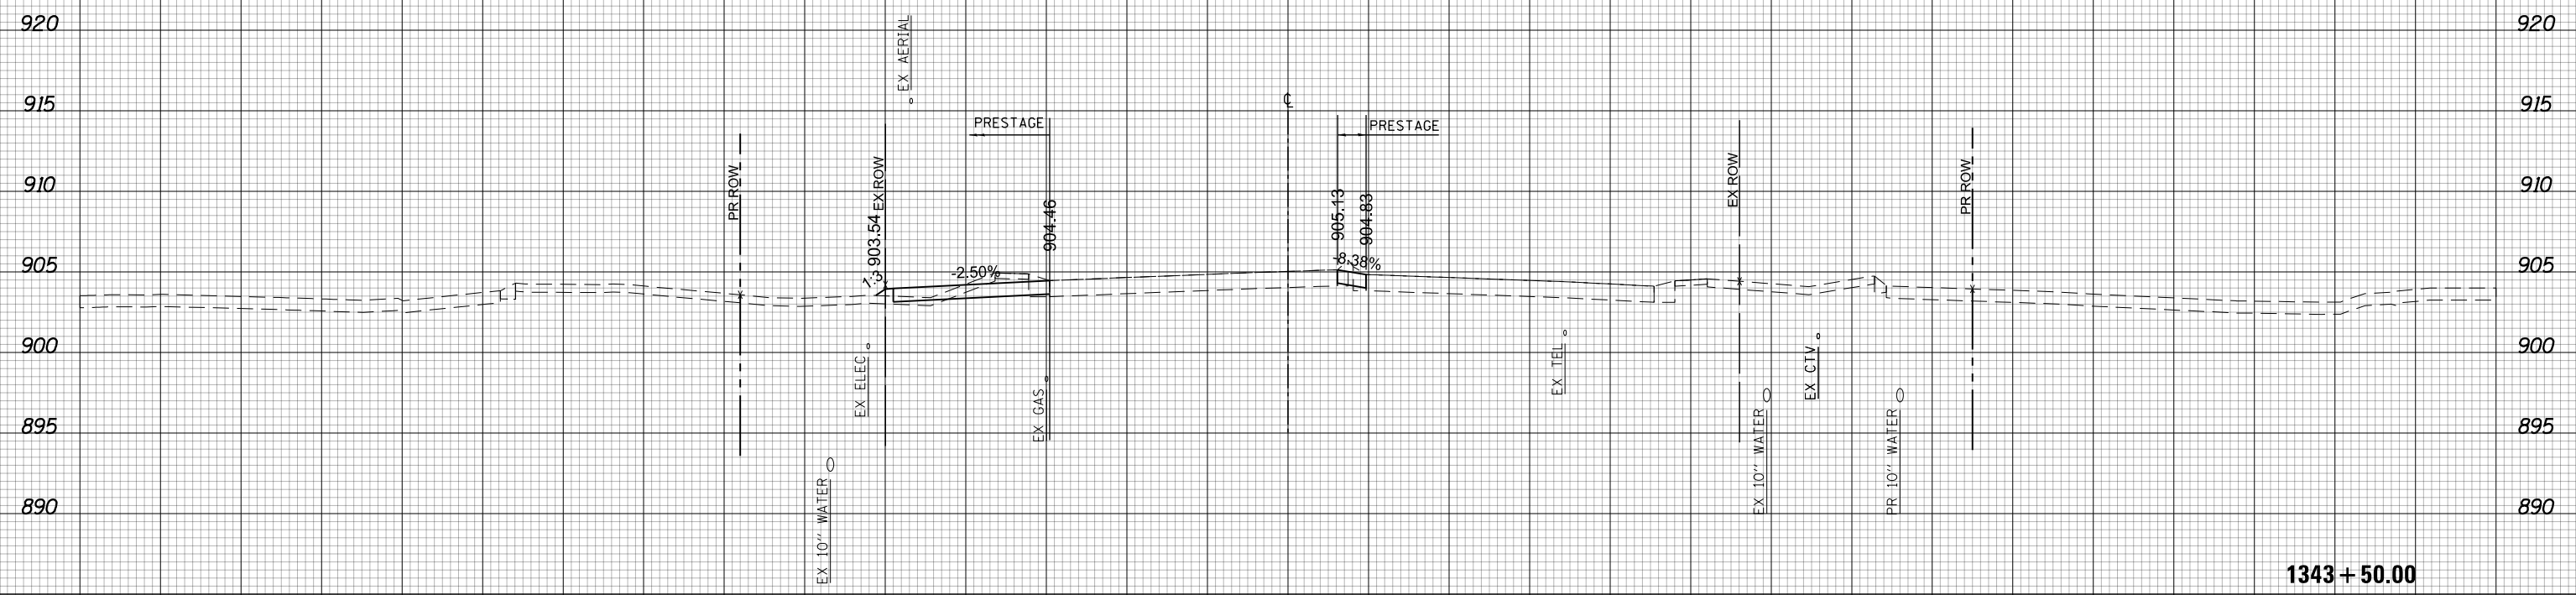 920
920
EX AERIAL
915
915
℄
PRESTAGE
PRESTAGE
910
910
PR ROW
EX ROW
EX ROW
PR ROW
903.54
904.46
905.13
904.83
905
905
1:3
-2.50%
-8.38%
900
900
EX ELEC
EX GAS
EX TEL
EX CTV
895
895
EX 10" WATER
EX 10" WATER
PR 10" WATER
890
890
1343+50.00